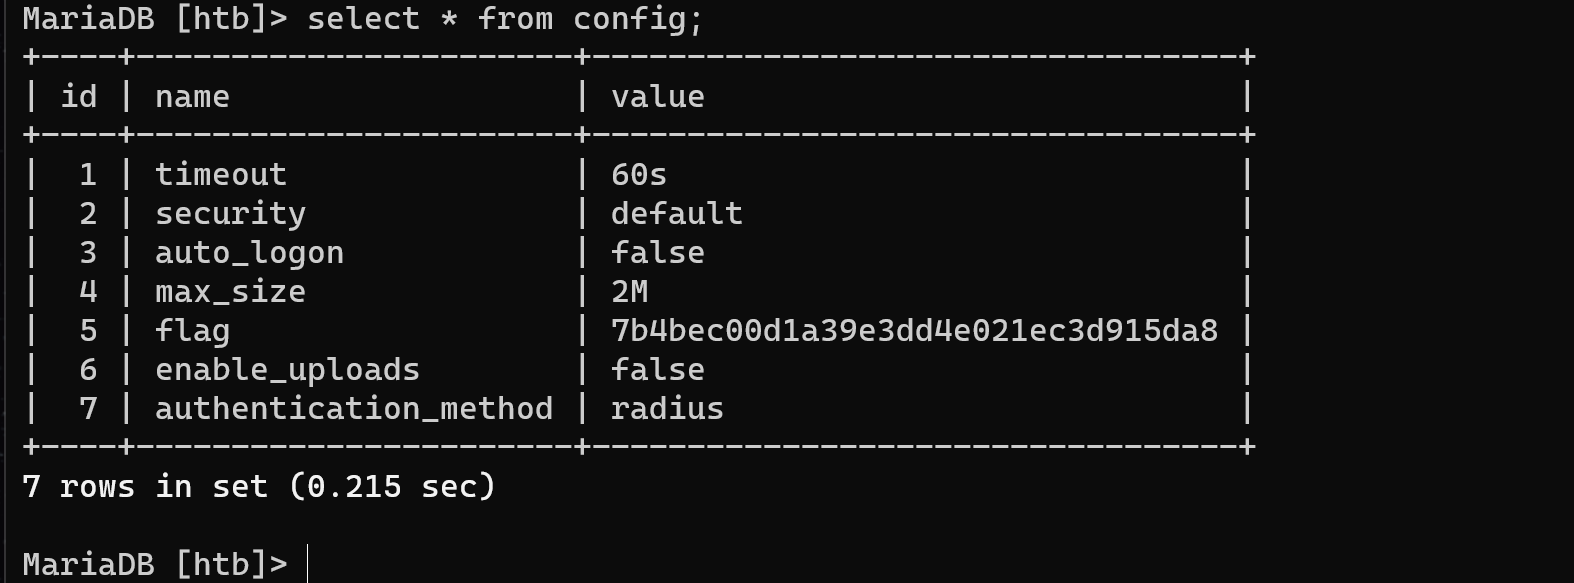 MariaDB [htb]> select * from config;
+----+-----------------------+----------------------------------+
| id | name                  | value                            |
+----+-----------------------+----------------------------------+
|  1 | timeout               | 60s                              |
|  2 | security              | default                          |
|  3 | auto_logon            | false                            |
|  4 | max_size              | 2M                               |
|  5 | flag                  | 7b4bec00d1a39e3dd4e021ec3d915da8 |
|  6 | enable_uploads        | false                            |
|  7 | authentication_method | radius                           |
+----+-----------------------+----------------------------------+
7 rows in set (0.215 sec)
MariaDB [htb]>